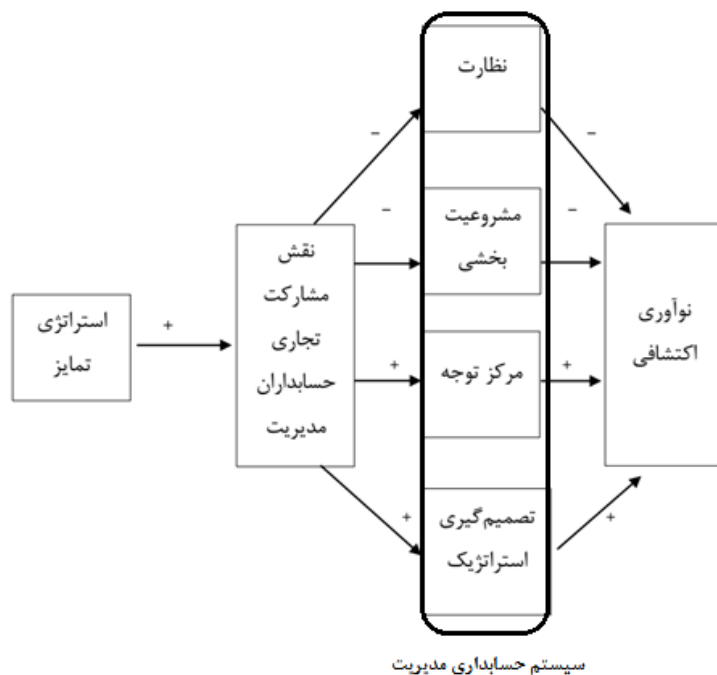 نظارت
–
–
–
–
مشروعیت
بخشی
نقش
مشارکت
تجاری
حسابداران
مدیریت
نوآوری
اکتشافی
استراتژی
تمایز
+
+
مرکز توجه
+
+
تصمیم‌گیری
استراتژیک
+
سیستم حسابداری مدیریت